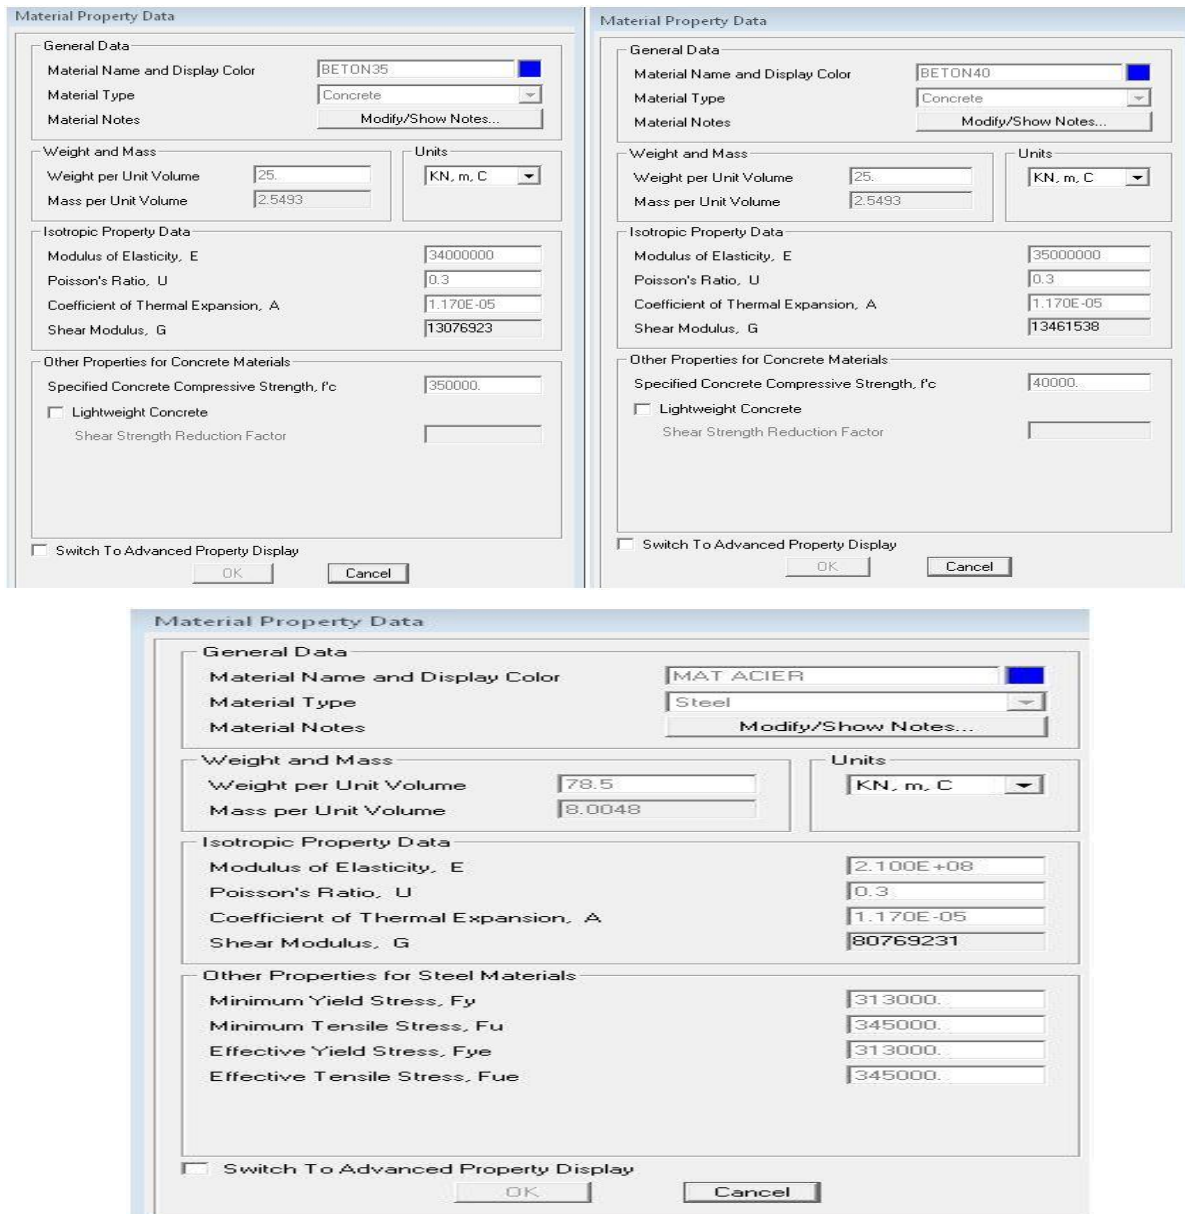 Material Property Data
General Data
Material Name and Display Color BETON35
Material Type Concrete
Material Notes Modify/Show Notes...
Weight and Mass Units
Weight per Unit Volume 25. KN, m, C
Mass per Unit Volume 2.5493
Isotropic Property Data
Modulus of Elasticity, E 34000000
Poisson's Ratio, U 0.3
Coefficient of Thermal Expansion, A 1.170E-05
Shear Modulus, G 13076923
Other Properties for Concrete Materials
Specified Concrete Compressive Strength, f'c 350000.
Lightweight Concrete
Shear Strength Reduction Factor
Switch To Advanced Property Display
OK Cancel
Material Property Data
General Data
Material Name and Display Color BETON40
Material Type Concrete
Material Notes Modify/Show Notes...
Weight and Mass Units
Weight per Unit Volume 25. KN, m, C
Mass per Unit Volume 2.5493
Isotropic Property Data
Modulus of Elasticity, E 35000000
Poisson's Ratio, U 0.3
Coefficient of Thermal Expansion, A 1.170E-05
Shear Modulus, G 13461538
Other Properties for Concrete Materials
Specified Concrete Compressive Strength, f'c 40000.
Lightweight Concrete
Shear Strength Reduction Factor
Switch To Advanced Property Display
OK Cancel
Material Property Data
General Data
Material Name and Display Color MAT ACIER
Material Type Steel
Material Notes Modify/Show Notes...
Weight and Mass Units
Weight per Unit Volume 78.5 KN, m, C
Mass per Unit Volume 8.0048
Isotropic Property Data
Modulus of Elasticity, E 2.100E+08
Poisson's Ratio, U 0.3
Coefficient of Thermal Expansion, A 1.170E-05
Shear Modulus, G 80769231
Other Properties for Steel Materials
Minimum Yield Stress, Fy 313000.
Minimum Tensile Stress, Fu 345000.
Effective Yield Stress, Fye 313000.
Effective Tensile Stress, Fue 345000.
Switch To Advanced Property Display
OK Cancel